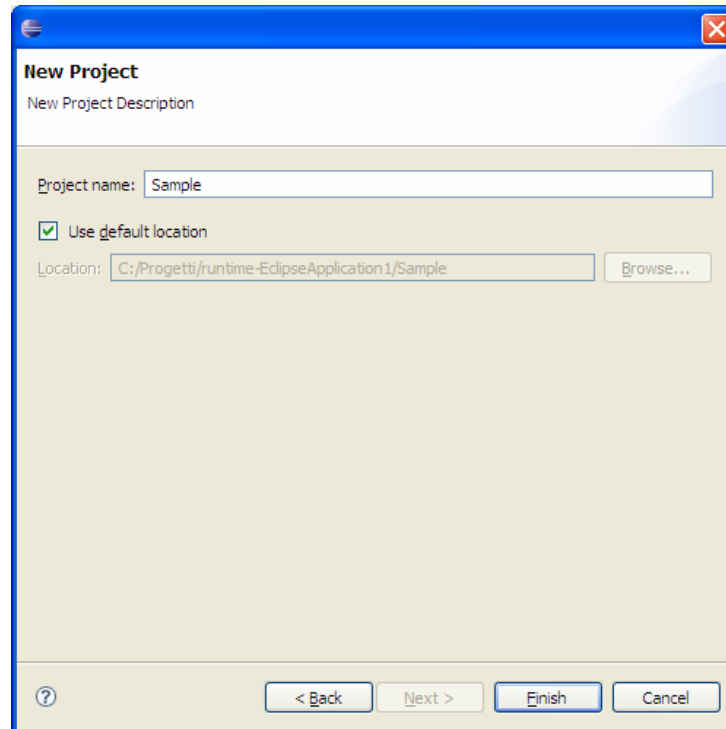 New Project
New Project Description
Project name: Sample
Use default location
Location: C:/Progetti/runtime-EclipseApplication1/Sample Browse...
? < Back Next > Finish Cancel